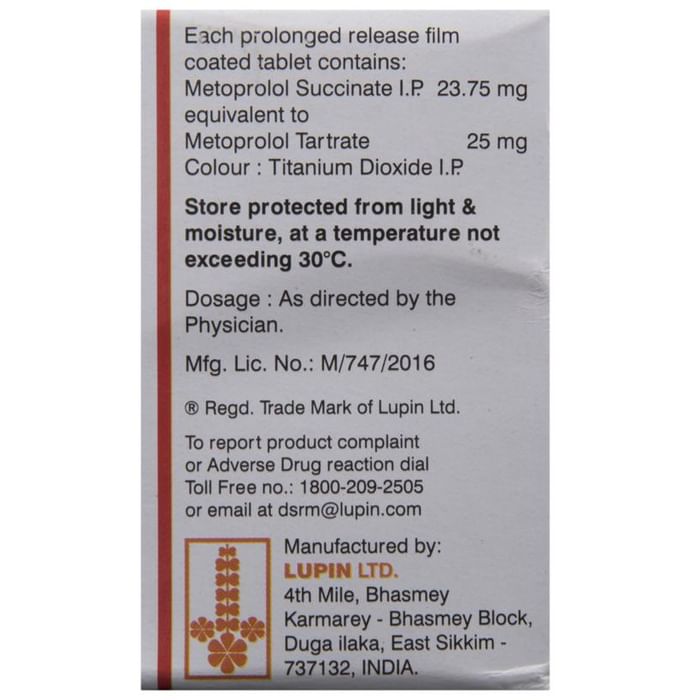 Each prolonged release film
coated tablet contains:
Metoprolol Succinate I.P. 23.75 mg
equivalent to
Metoprolol Tartrate 25 mg
Colour : Titanium Dioxide I.P.
Store protected from light &
moisture, at a temperature not
exceeding 30°C.
Dosage : As directed by the
Physician.
Mfg. Lic. No.: M/747/2016
® Regd. Trade Mark of Lupin Ltd.
To report product complaint
or Adverse Drug reaction dial
Toll Free no.: 1800-209-2505
or email at dsrm@lupin.com
Manufactured by:
LUPIN LTD.
4th Mile, Bhasmey
Karmarey - Bhasmey Block,
Duga ilaka, East Sikkim -
737132, INDIA.